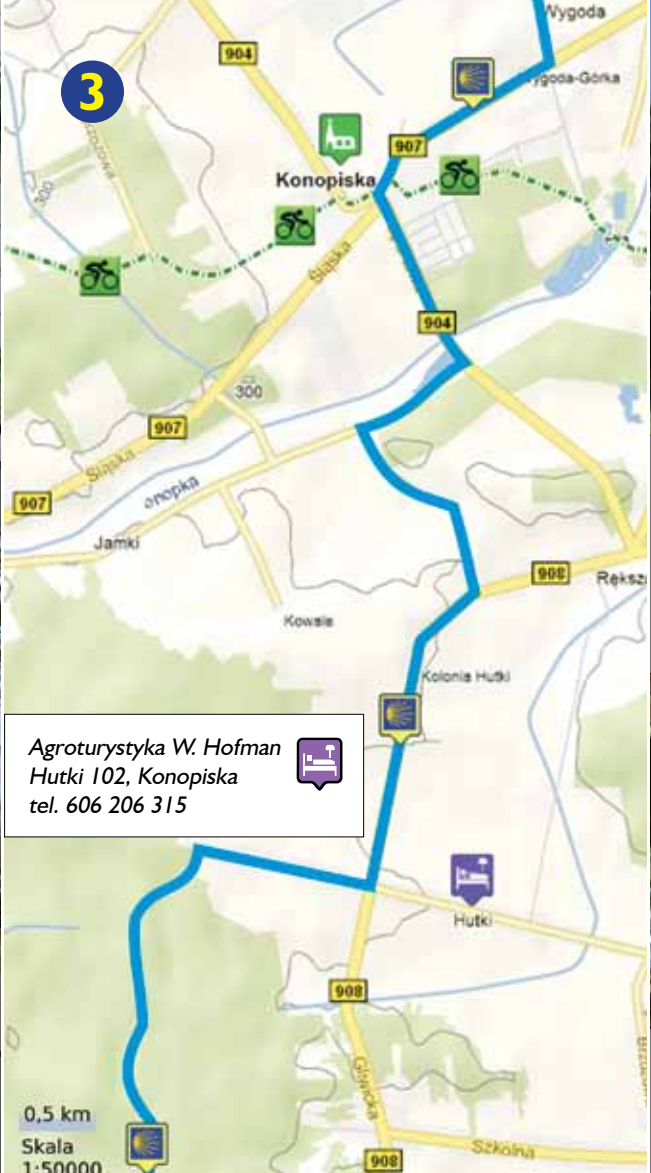 Wygoda
904
3
Wygoda-Górka
907
Konopiska
300
Śląska
904
300
907
Śląska
907
onopka
Jamki
908
Rększ
Kowale
Kolonia Hutki
Agroturystyka W. Hofman
Hutki 102, Konopiska
tel. 606 206 315
Hutki
908
Gliwicka
0,5 km
Skala
1:50000
Szkolna
908